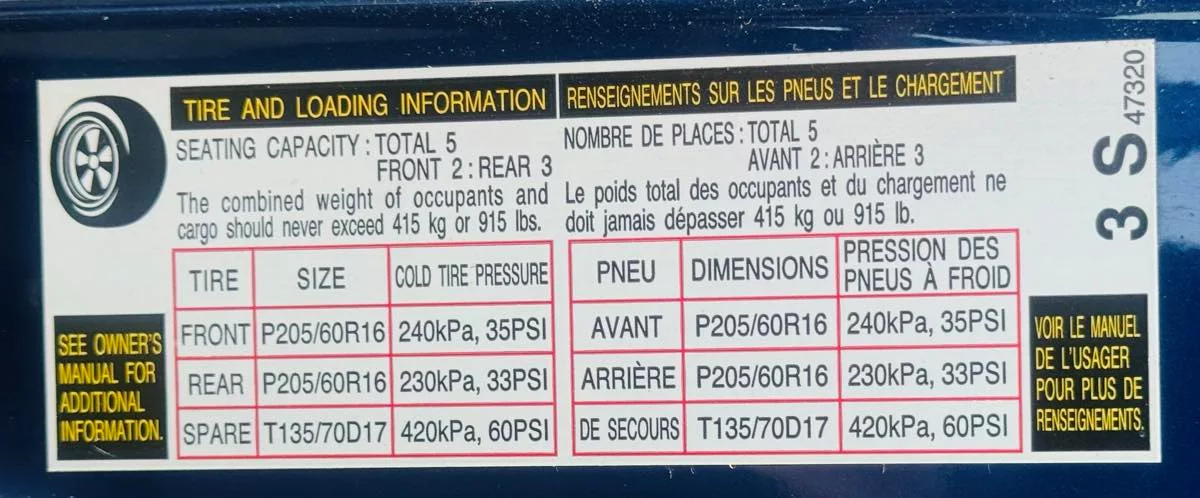 TIRE AND LOADING INFORMATION
SEATING CAPACITY : TOTAL 5
FRONT 2 : REAR 3
The combined weight of occupants and
cargo should never exceed 415 kg or 915 lbs.
TIRE SIZE COLD TIRE PRESSURE
FRONT P205/60R16 240kPa, 35PSI
REAR P205/60R16 230kPa, 33PSI
SPARE T135/70D17 420kPa, 60PSI
SEE OWNER'S
MANUAL FOR
ADDITIONAL
INFORMATION.
RENSEIGNEMENTS SUR LES PNEUS ET LE CHARGEMENT
NOMBRE DE PLACES : TOTAL 5
AVANT 2 : ARRIÈRE 3
Le poids total des occupants et du chargement ne
doit jamais dépasser 415 kg ou 915 lb.
PNEU DIMENSIONS PRESSION DES
PNEUS À FROID
AVANT P205/60R16 240kPa, 35PSI
ARRIÈRE P205/60R16 230kPa, 33PSI
DE SECOURS T135/70D17 420kPa, 60PSI
VOIR LE MANUEL
DE L'USAGER
POUR PLUS DE
RENSEIGNEMENTS.
3 S 47320